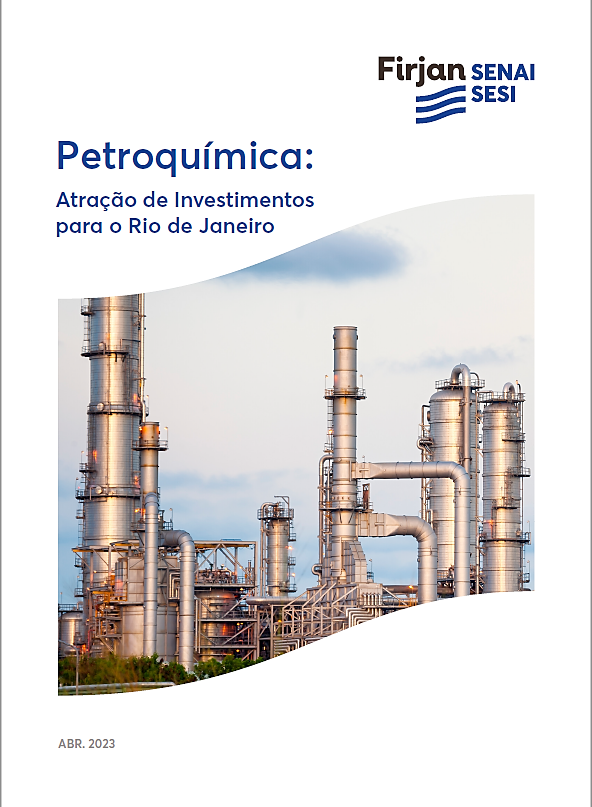 Firjan SENAI
SESI
Petroquímica:
Atração de Investimentos
para o Rio de Janeiro
ABR. 2023